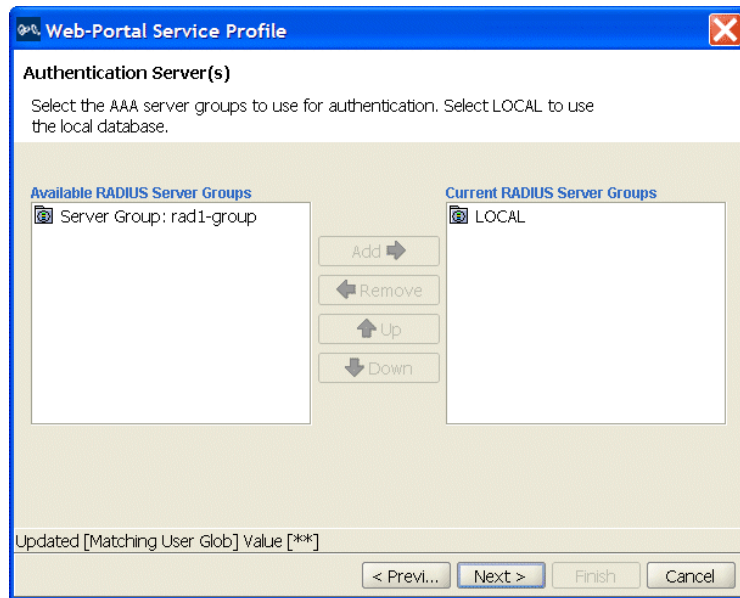 Web-Portal Service Profile
Authentication Server(s)
Select the AAA server groups to use for authentication. Select LOCAL to use
the local database.
Available RADIUS Server Groups
Current RADIUS Server Groups
Server Group: rad1-group
LOCAL
Add
Remove
Up
Down
Updated [Matching User Glob] Value [**]
< Previ...
Next >
Finish
Cancel